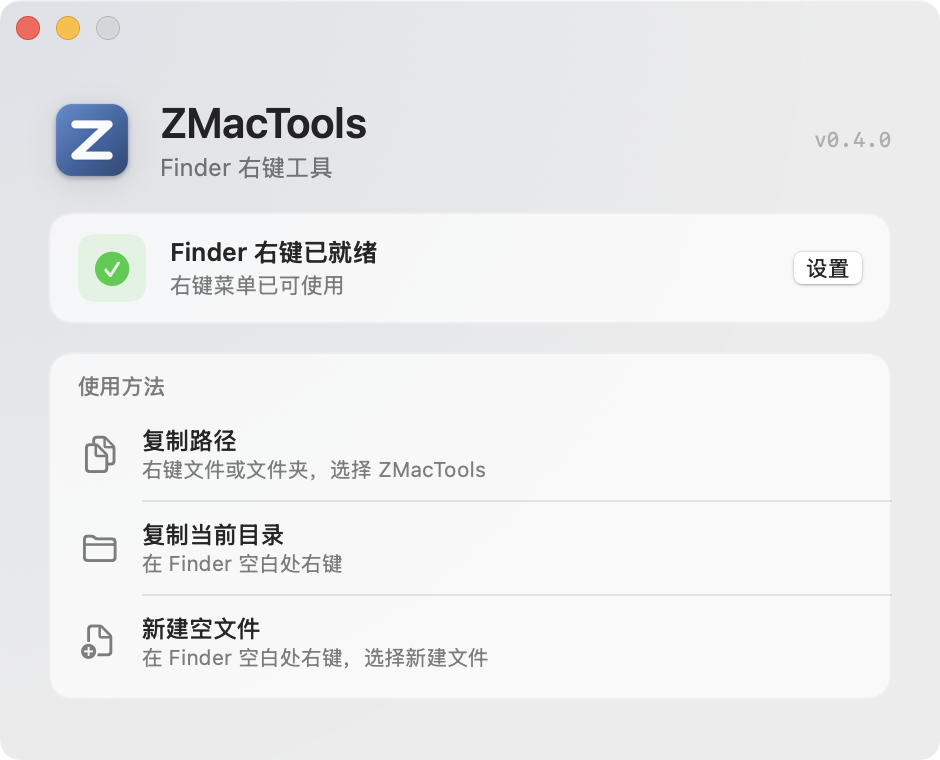 Z
ZMacTools
Finder 右键工具
v0.4.0
Finder 右键已就绪
右键菜单已可使用
设置
使用方法
复制路径
右键文件或文件夹，选择 ZMacTools
复制当前目录
在 Finder 空白处右键
新建空文件
在 Finder 空白处右键，选择新建文件